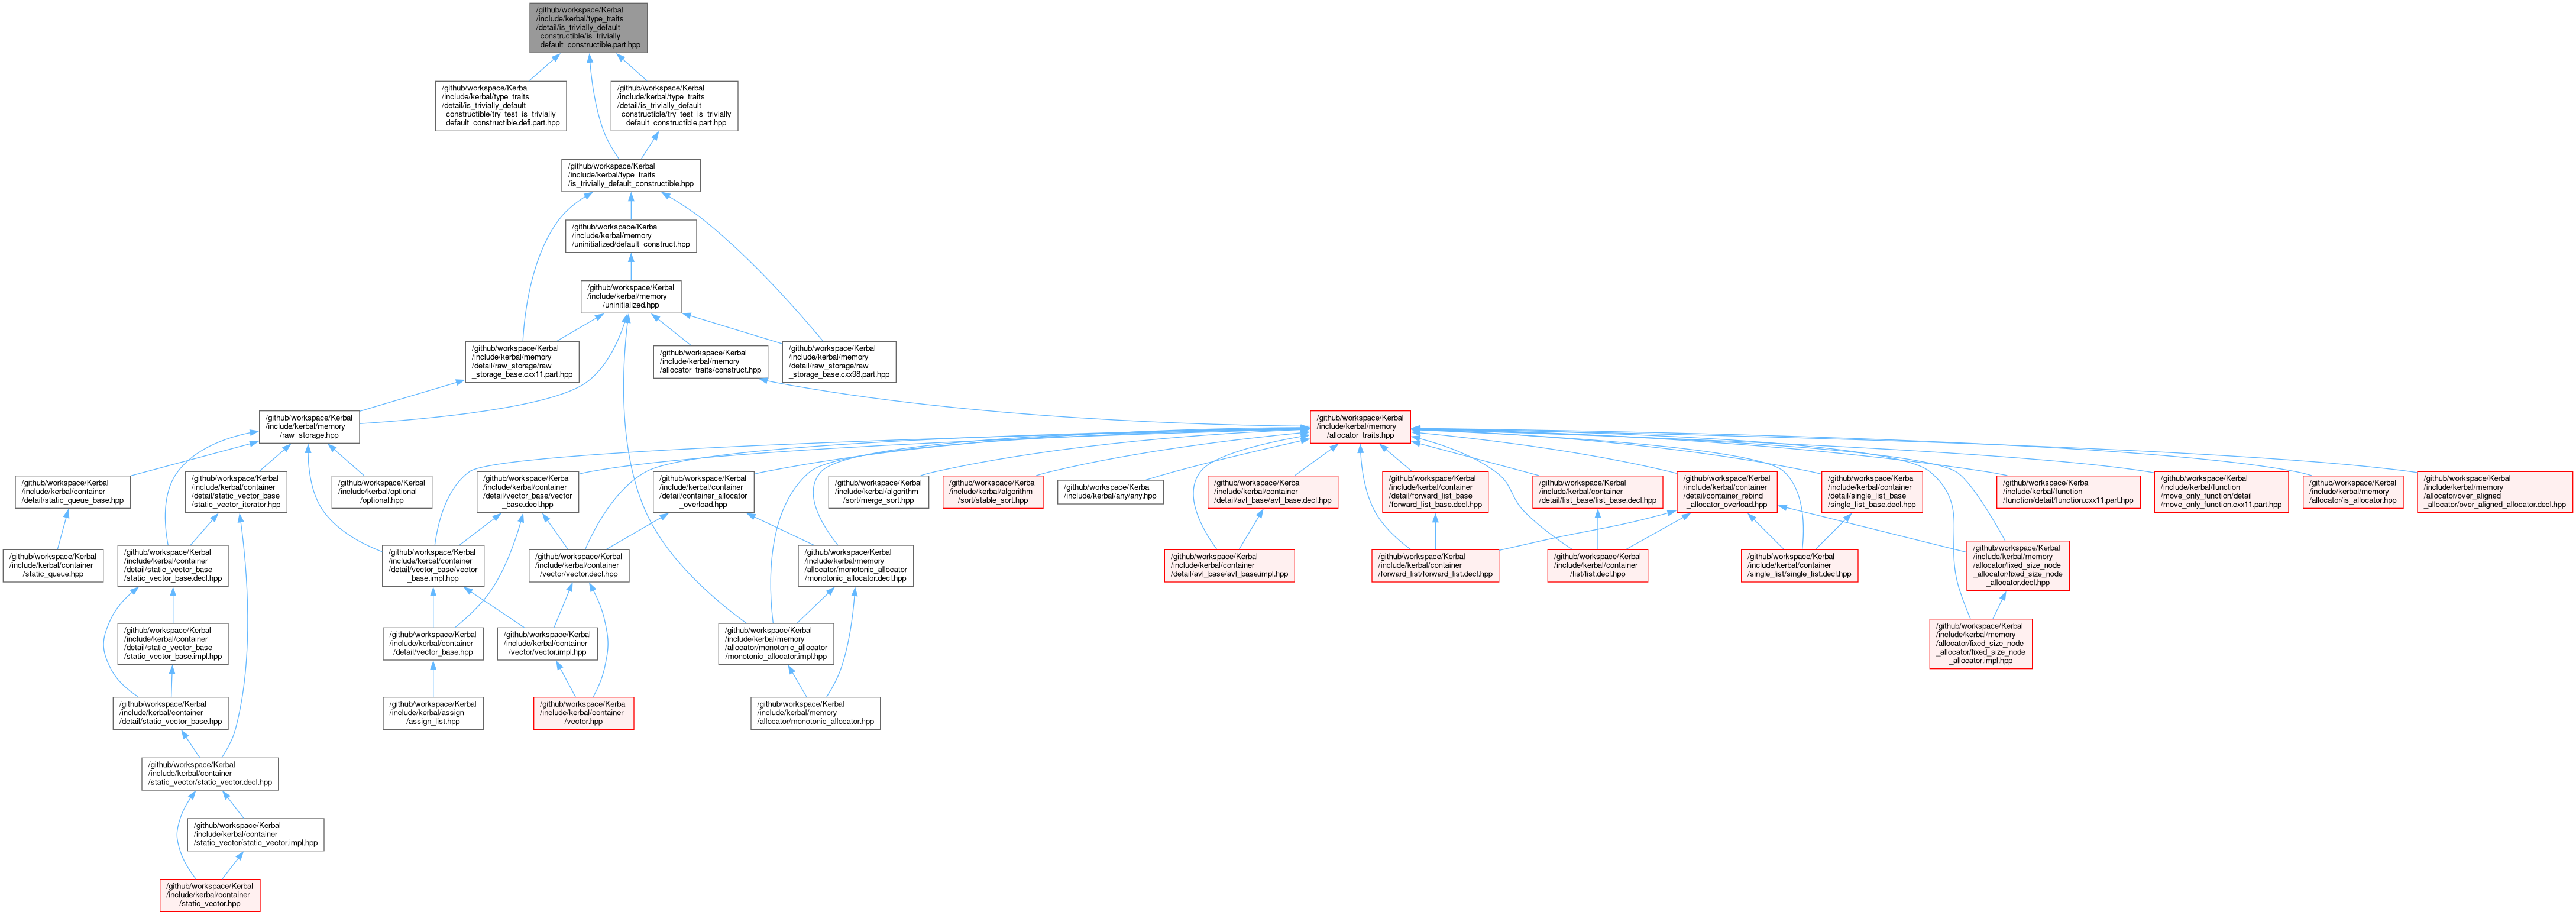 /github/workspace/Kerbal
/include/kerbal/type_traits
/detail/is_trivially_default
_constructible/is_trivially
_default_constructible.part.hpp
/github/workspace/Kerbal
/include/kerbal/type_traits
/detail/is_trivially_default
_constructible/try_test_is_trivially
_default_constructible.defi.part.hpp
/github/workspace/Kerbal
/include/kerbal/type_traits
/detail/is_trivially_default
_constructible/try_test_is_trivially
_default_constructible.part.hpp
/github/workspace/Kerbal
/include/kerbal/type_traits
/is_trivially_default_constructible.hpp
/github/workspace/Kerbal
/include/kerbal/memory
/uninitialized/default_construct.hpp
/github/workspace/Kerbal
/include/kerbal/memory
/uninitialized.hpp
/github/workspace/Kerbal
/include/kerbal/memory
/detail/raw_storage/raw
_storage_base.cxx11.part.hpp
/github/workspace/Kerbal
/include/kerbal/memory
/allocator_traits/construct.hpp
/github/workspace/Kerbal
/include/kerbal/memory
/detail/raw_storage/raw
_storage_base.cxx98.part.hpp
/github/workspace/Kerbal
/include/kerbal/memory
/raw_storage.hpp
/github/workspace/Kerbal
/include/kerbal/memory
/allocator_traits.hpp
/github/workspace/Kerbal
/include/kerbal/container
/detail/static_queue_base.hpp
/github/workspace/Kerbal
/include/kerbal/container
/detail/static_vector_base
/static_vector_iterator.hpp
/github/workspace/Kerbal
/include/kerbal/optional
/optional.hpp
/github/workspace/Kerbal
/include/kerbal/container
/detail/vector_base/vector
_base.decl.hpp
/github/workspace/Kerbal
/include/kerbal/container
/detail/container_allocator
_overload.hpp
/github/workspace/Kerbal
/include/kerbal/algorithm
/sort/merge_sort.hpp
/github/workspace/Kerbal
/include/kerbal/algorithm
/sort/stable_sort.hpp
/github/workspace/Kerbal
/include/kerbal/any/any.hpp
/github/workspace/Kerbal
/include/kerbal/container
/detail/avl_base/avl_base.decl.hpp
/github/workspace/Kerbal
/include/kerbal/container
/detail/forward_list_base
/forward_list_base.decl.hpp
/github/workspace/Kerbal
/include/kerbal/container
/detail/list_base/list_base.decl.hpp
/github/workspace/Kerbal
/include/kerbal/container
/detail/container_rebind
_allocator_overload.hpp
/github/workspace/Kerbal
/include/kerbal/container
/detail/single_list_base
/single_list_base.decl.hpp
/github/workspace/Kerbal
/include/kerbal/function
/function/detail/function.cxx11.part.hpp
/github/workspace/Kerbal
/include/kerbal/function
/move_only_function/detail
/move_only_function.cxx11.part.hpp
/github/workspace/Kerbal
/include/kerbal/memory
/allocator/is_allocator.hpp
/github/workspace/Kerbal
/include/kerbal/memory
/allocator/over_aligned
_allocator/over_aligned_allocator.decl.hpp
/github/workspace/Kerbal
/include/kerbal/container
/static_queue.hpp
/github/workspace/Kerbal
/include/kerbal/container
/detail/static_vector_base
/static_vector_base.decl.hpp
/github/workspace/Kerbal
/include/kerbal/container
/detail/vector_base/vector
_base.impl.hpp
/github/workspace/Kerbal
/include/kerbal/container
/vector/vector.decl.hpp
/github/workspace/Kerbal
/include/kerbal/memory
/allocator/monotonic_allocator
/monotonic_allocator.decl.hpp
/github/workspace/Kerbal
/include/kerbal/container
/detail/avl_base/avl_base.impl.hpp
/github/workspace/Kerbal
/include/kerbal/container
/forward_list/forward_list.decl.hpp
/github/workspace/Kerbal
/include/kerbal/container
/list/list.decl.hpp
/github/workspace/Kerbal
/include/kerbal/container
/single_list/single_list.decl.hpp
/github/workspace/Kerbal
/include/kerbal/memory
/allocator/fixed_size_node
_allocator/fixed_size_node
_allocator.decl.hpp
/github/workspace/Kerbal
/include/kerbal/container
/detail/static_vector_base
/static_vector_base.impl.hpp
/github/workspace/Kerbal
/include/kerbal/container
/detail/vector_base.hpp
/github/workspace/Kerbal
/include/kerbal/container
/vector/vector.impl.hpp
/github/workspace/Kerbal
/include/kerbal/memory
/allocator/monotonic_allocator
/monotonic_allocator.impl.hpp
/github/workspace/Kerbal
/include/kerbal/memory
/allocator/fixed_size_node
_allocator/fixed_size_node
_allocator.impl.hpp
/github/workspace/Kerbal
/include/kerbal/container
/detail/static_vector_base.hpp
/github/workspace/Kerbal
/include/kerbal/assign
/assign_list.hpp
/github/workspace/Kerbal
/include/kerbal/container
/vector.hpp
/github/workspace/Kerbal
/include/kerbal/memory
/allocator/monotonic_allocator.hpp
/github/workspace/Kerbal
/include/kerbal/container
/static_vector/static_vector.decl.hpp
/github/workspace/Kerbal
/include/kerbal/container
/static_vector/static_vector.impl.hpp
/github/workspace/Kerbal
/include/kerbal/container
/static_vector.hpp